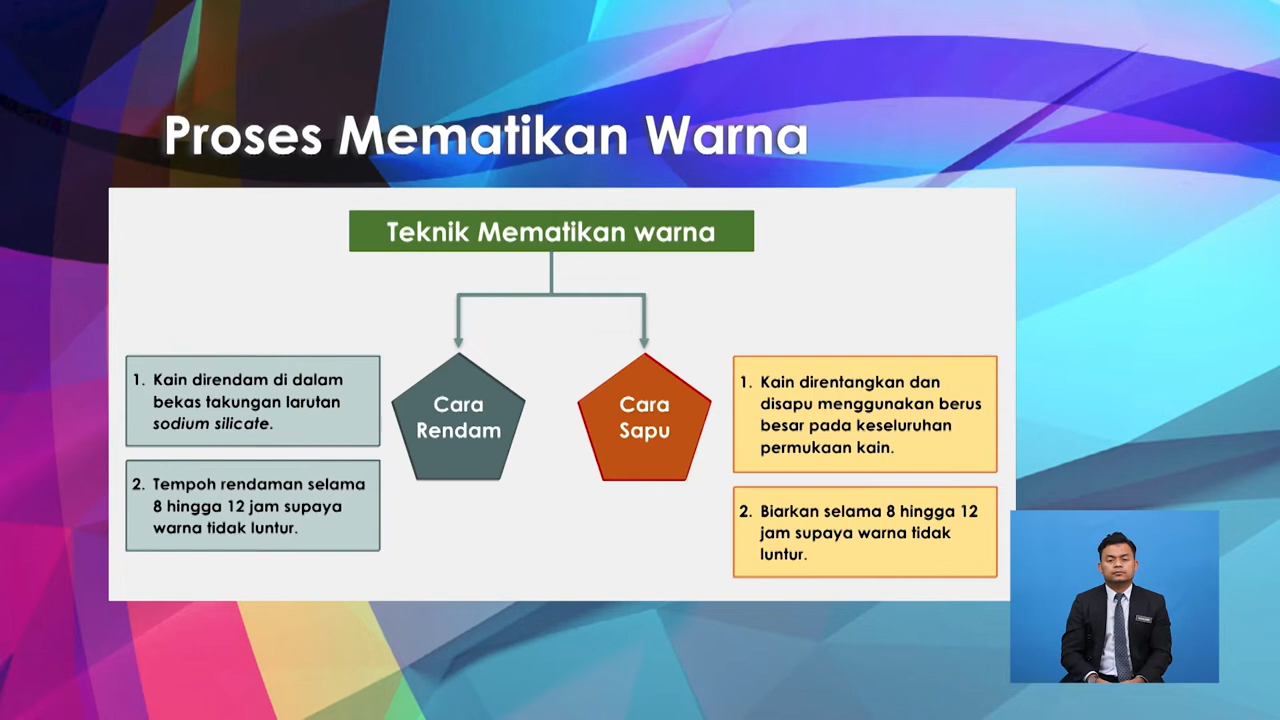 Proses Mematikan Warna
Teknik Mematikan warna
1. Kain direndam di dalam
bekas takungan larutan
sodium silicate.
2. Tempoh rendaman selama
8 hingga 12 jam supaya
warna tidak luntur.
Cara
Rendam
Cara
Sapu
1. Kain direntangkan dan
disapu menggunakan berus
besar pada keseluruhan
permukaan kain.
2. Biarkan selama 8 hingga 12
jam supaya warna tidak
luntur.